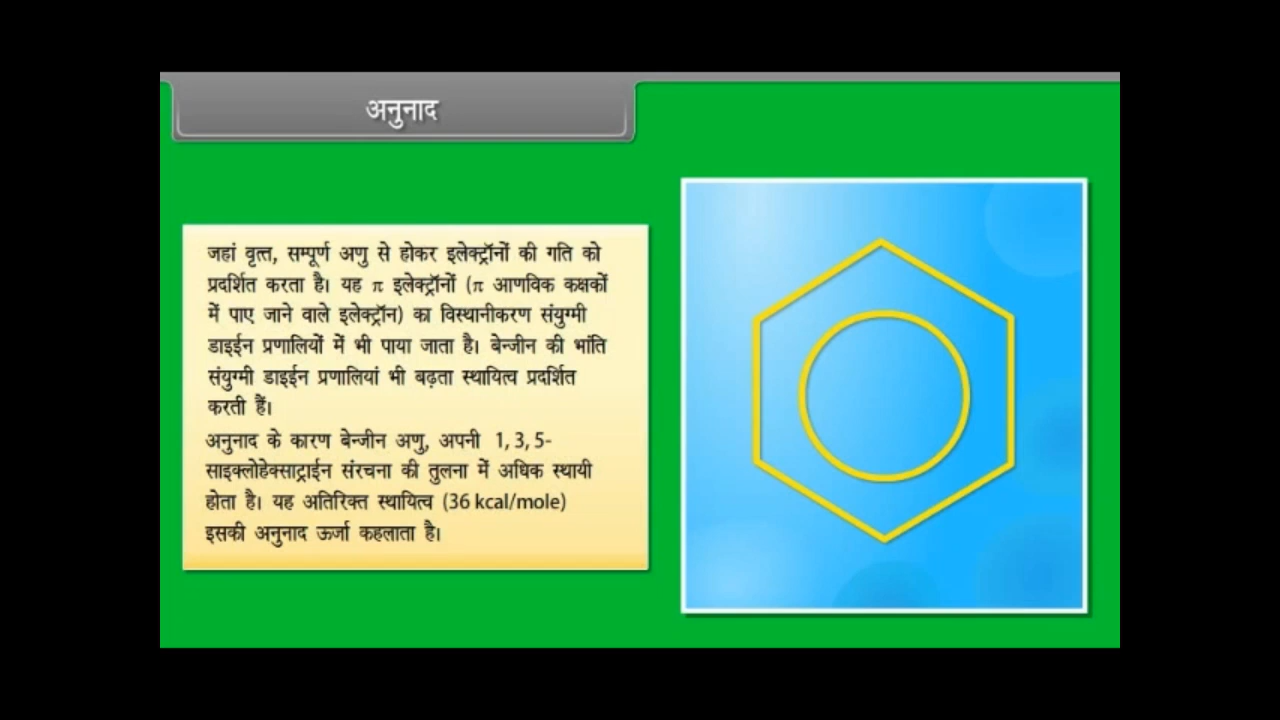 अनुनाद
जहां वृत्त, सम्पूर्ण अणु से होकर इलेक्ट्रॉनों की गति को
प्रदर्शित करता है। यह π इलेक्ट्रॉनों (π आणविक कक्षकों
में पाए जाने वाले इलेक्ट्रॉन) का विस्थानीकरण संयुग्मी
डाइईन प्रणालियों में भी पाया जाता है। बेन्जीन की भांति
संयुग्मी डाइईन प्रणालियां भी बढ़ता स्थायित्व प्रदर्शित
करती हैं।
अनुनाद के कारण बेन्जीन अणु, अपनी 1, 3, 5-
साइक्लोहेक्साट्राईन संरचना की तुलना में अधिक स्थायी
होता है। यह अतिरिक्त स्थायित्व (36 kcal/mole)
इसकी अनुनाद ऊर्जा कहलाता है।